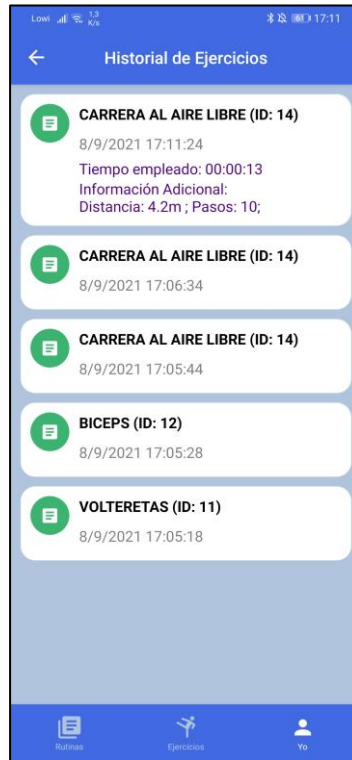 Lowi 1,3 K/s 17:11
Historial de Ejercicios
CARRERA AL AIRE LIBRE (ID: 14)
8/9/2021 17:11:24
Tiempo empleado: 00:00:13
Información Adicional:
Distancia: 4.2m ; Pasos: 10;
CARRERA AL AIRE LIBRE (ID: 14)
8/9/2021 17:06:34
CARRERA AL AIRE LIBRE (ID: 14)
8/9/2021 17:05:44
BICEPS (ID: 12)
8/9/2021 17:05:28
VOLTERETAS (ID: 11)
8/9/2021 17:05:18
Rutinas Ejercicios Yo